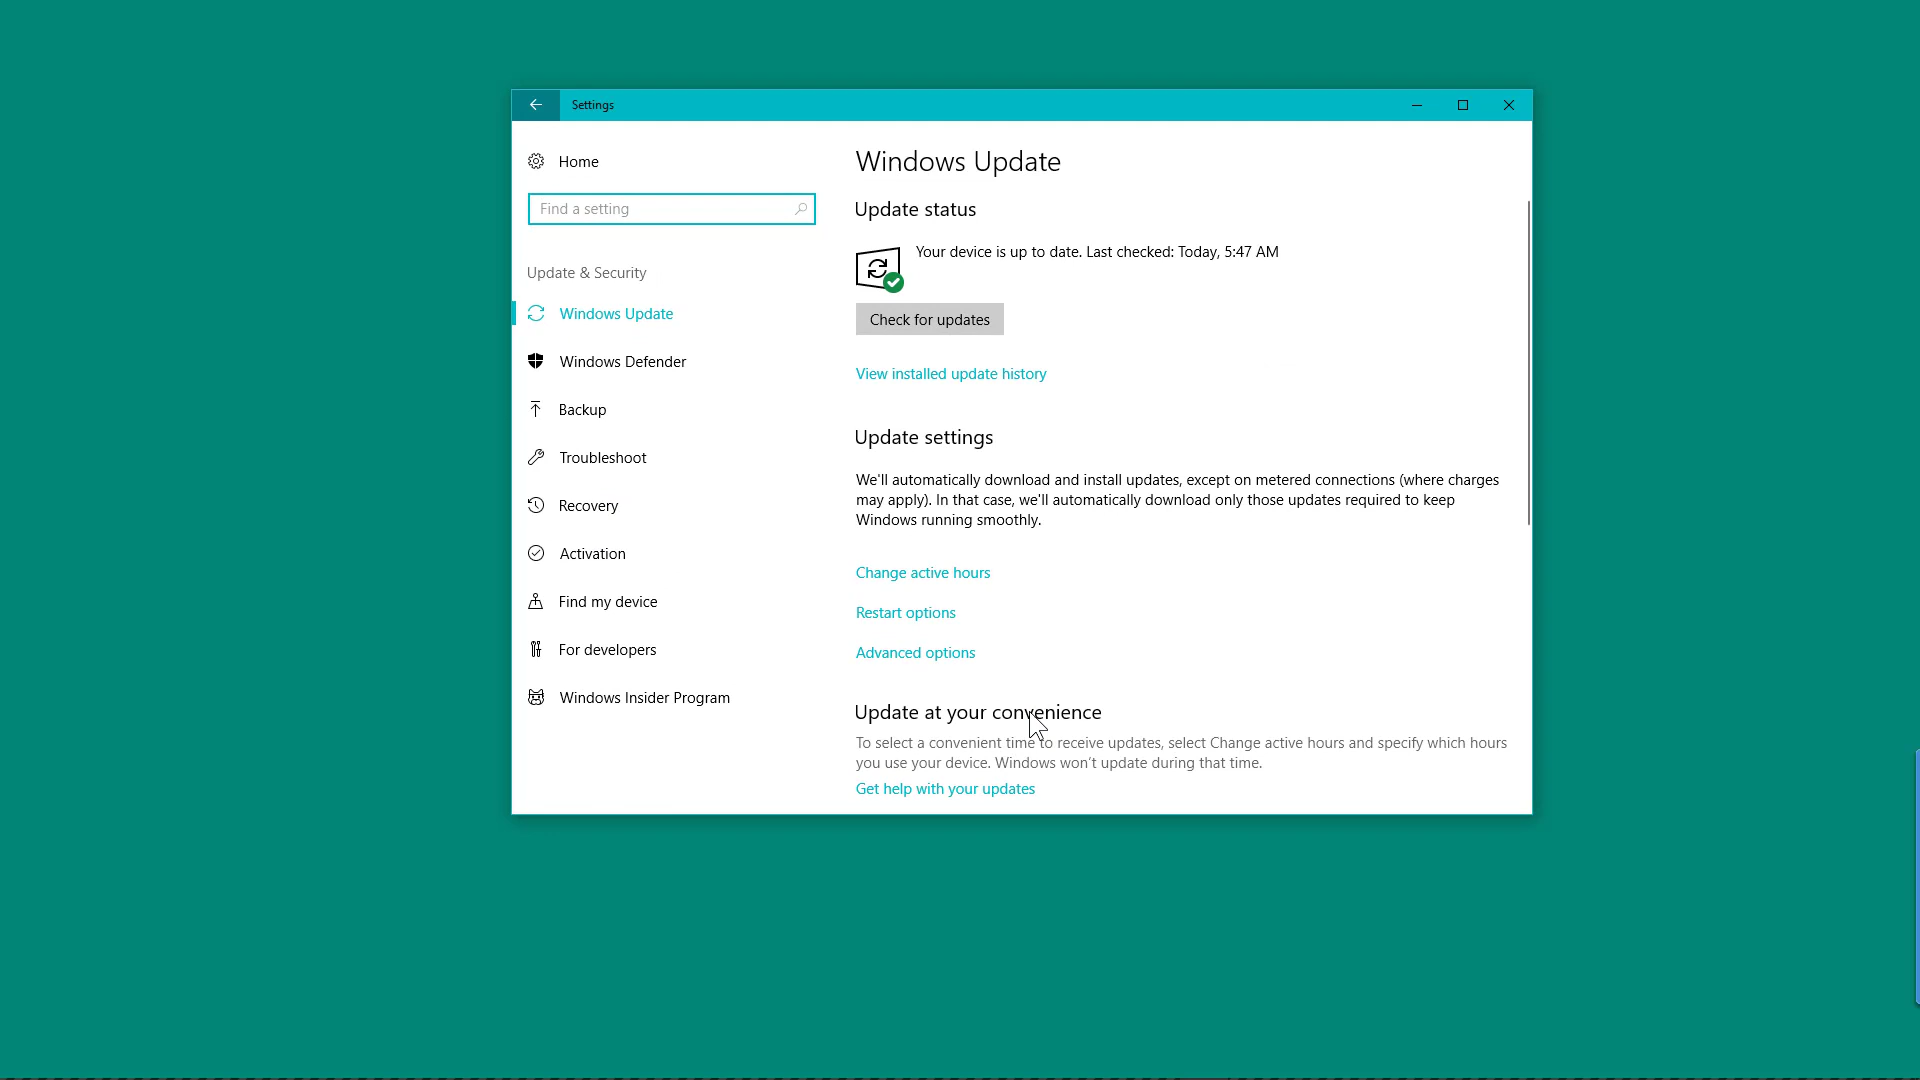 Settings
Home
Find a setting
Update & Security
Windows Update
Windows Defender
Backup
Troubleshoot
Recovery
Activation
Find my device
For developers
Windows Insider Program
Windows Update
Update status
Your device is up to date. Last checked: Today, 5:47 AM
Check for updates
View installed update history
Update settings
We'll automatically download and install updates, except on metered connections (where charges
may apply). In that case, we'll automatically download only those updates required to keep
Windows running smoothly.
Change active hours
Restart options
Advanced options
Update at your convenience
To select a convenient time to receive updates, select Change active hours and specify which hours
you use your device. Windows won't update during that time.
Get help with your updates